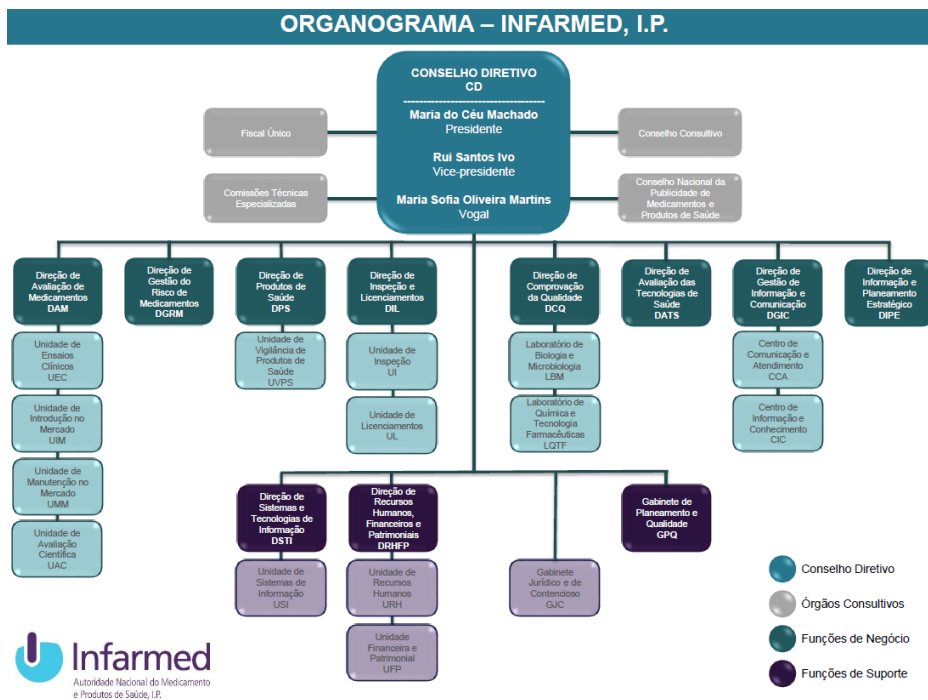 ORGANOGRAMA – INFARMED, I.P.
CONSELHO DIRETIVO
CD
------------------------------------
Maria do Céu Machado
Presidente
Rui Santos Ivo
Vice-presidente
Maria Sofia Oliveira Martins
Vogal
Fiscal Único
Conselho Consultivo
Comissões Técnicas
Especializadas
Conselho Nacional da
Publicidade de
Medicamentos e
Produtos de Saúde
Direção de
Avaliação de
Medicamentos
DAM
Direção de
Gestão do
Risco de
Medicamentos
DGRM
Direção de
Produtos de
Saúde
DPS
Direção de
Inspeção e
Licenciamentos
DIL
Direção de
Comprovação
da Qualidade
DCQ
Direção de
Avaliação das
Tecnologias de
Saúde
DATS
Direção de
Gestão de
Informação e
Comunicação
DGIC
Direção de
Informação e
Planeamento
Estratégico
DIPE
Unidade de
Ensaios
Clínicos
UEC
Unidade de
Vigilância de
Produtos de
Saúde
UVPS
Unidade de
Inspeção
UI
Laboratório de
Biologia e
Microbiologia
LBM
Centro de
Comunicação e
Atendimento
CCA
Unidade de
Introdução no
Mercado
UIM
Unidade de
Licenciamentos
UL
Laboratório de
Química e
Tecnologia
Farmacêuticas
LQTF
Centro de
Informação e
Conhecimento
CIC
Unidade de
Manutenção no
Mercado
UMM
Unidade de
Avaliação
Científica
UAC
Direção de
Sistemas e
Tecnologias de
Informação
DSTI
Direção de
Recursos
Humanos,
Financeiros e
Patrimoniais
DRHFP
Gabinete de
Planeamento e
Qualidade
GPQ
Unidade de
Sistemas de
Informação
USI
Unidade de
Recursos
Humanos
URH
Gabinete
Jurídico e de
Contencioso
GJC
Unidade
Financeira e
Patrimonial
UFP
Conselho Diretivo
Órgãos Consultivos
Funções de Negócio
Funções de Suporte
Infarmed
Autoridade Nacional do Medicamento
e Produtos de Saúde, I.P.